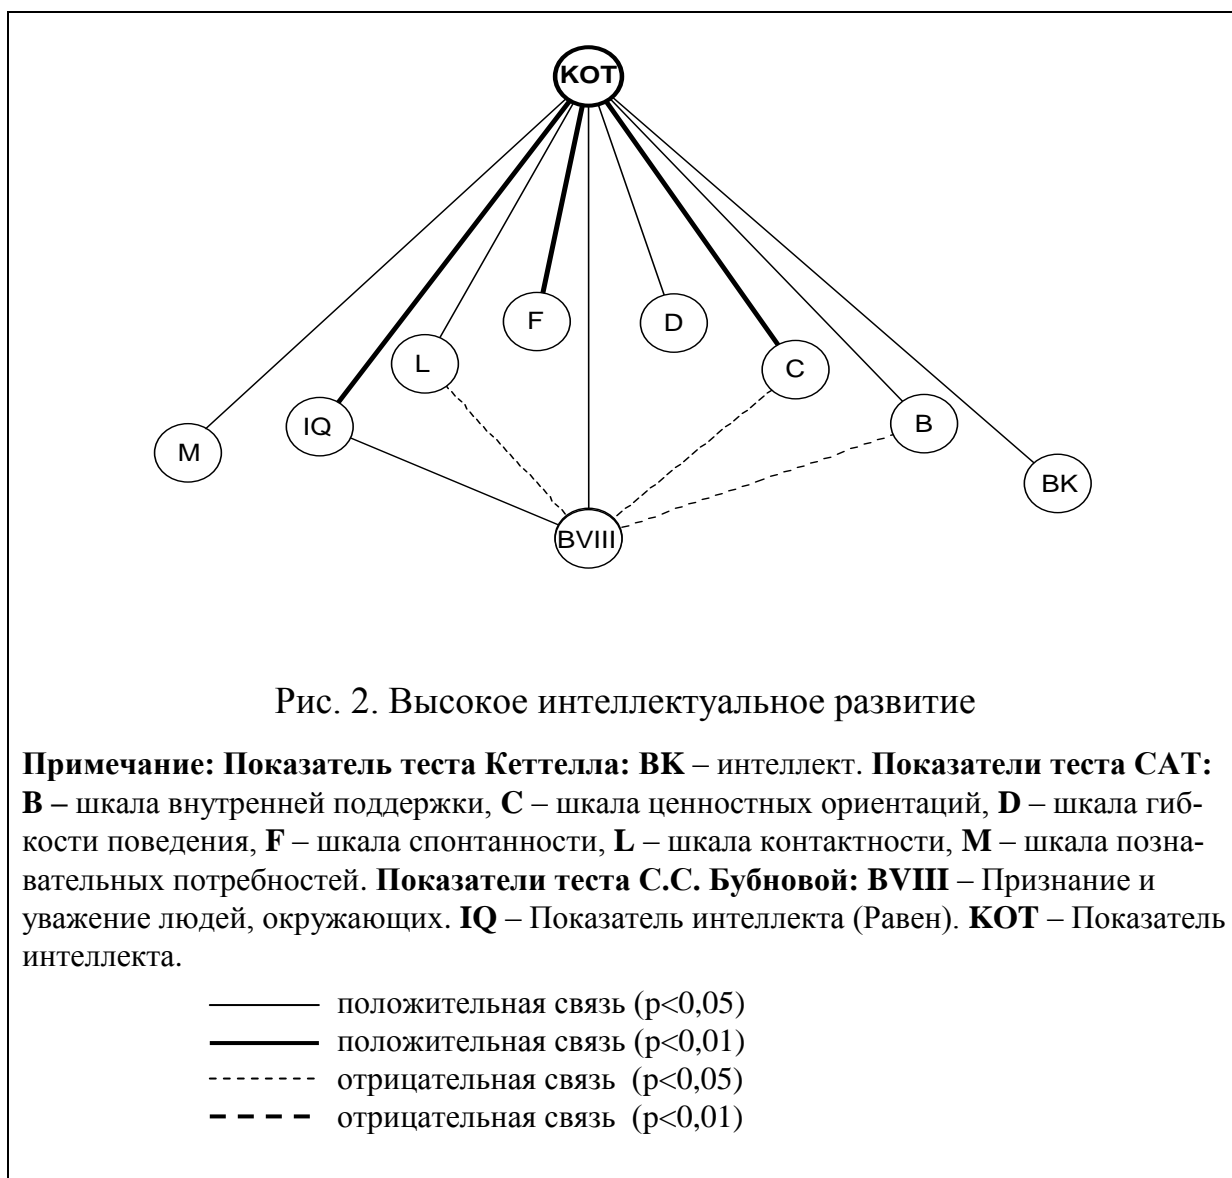 КОТ
F
D
L
C
B
IQ
M
BK
BVIII
Рис. 2. Высокое интеллектуальное развитие
Примечание: Показатель теста Кеттелла: BK – интеллект. Показатели теста САТ:
B – шкала внутренней поддержки, C – шкала ценностных ориентаций, D – шкала гиб-
кости поведения, F – шкала спонтанности, L – шкала контактности, M – шкала позна-
вательных потребностей. Показатели теста С.С. Бубновой: BVIII – Признание и
уважение людей, окружающих. IQ – Показатель интеллекта (Равен). КОТ – Показатель
интеллекта.
положительная связь (p<0,05)
положительная связь (p<0,01)
отрицательная связь (p<0,05)
отрицательная связь (p<0,01)